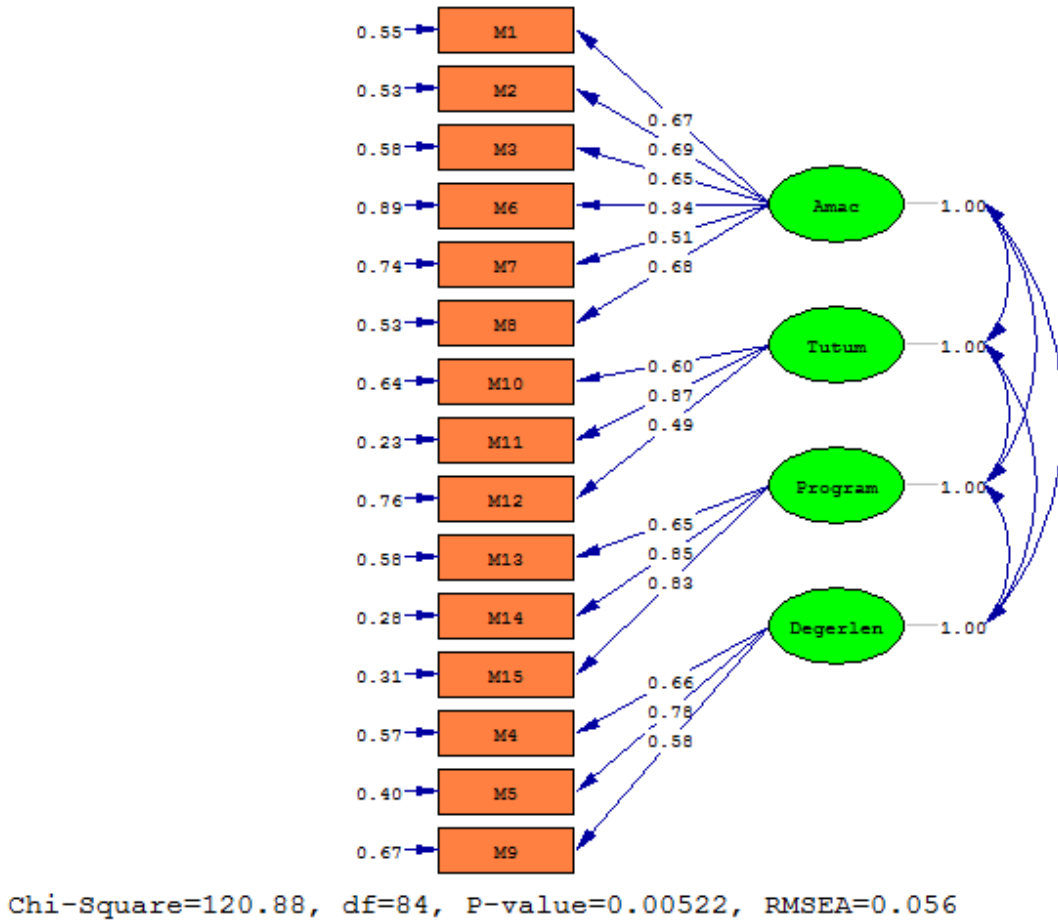 0.55 M1
0.67
0.53 M2
0.69
0.58 M3
0.65
0.89 M6
0.34
Amac 1.00
0.51
0.74 M7
0.68
0.53 M8
Tutum 1.00
0.60
0.64 M10
0.87
0.49
0.23 M11
Program 1.00
0.76 M12
0.65
0.58 M13
0.85
0.83
0.28 M14
Degerlen 1.00
0.31 M15
0.66
0.78
0.57 M4
0.58
0.40 M5
0.67 M9
Chi-Square=120.88, df=84, P-value=0.00522, RMSEA=0.056